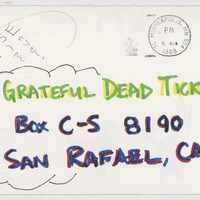 MINNEAPOLIS, MN
PM
1988
GRATEFUL DEAD TICK
BOX C-S 8190
SAN RAFAEL, CA